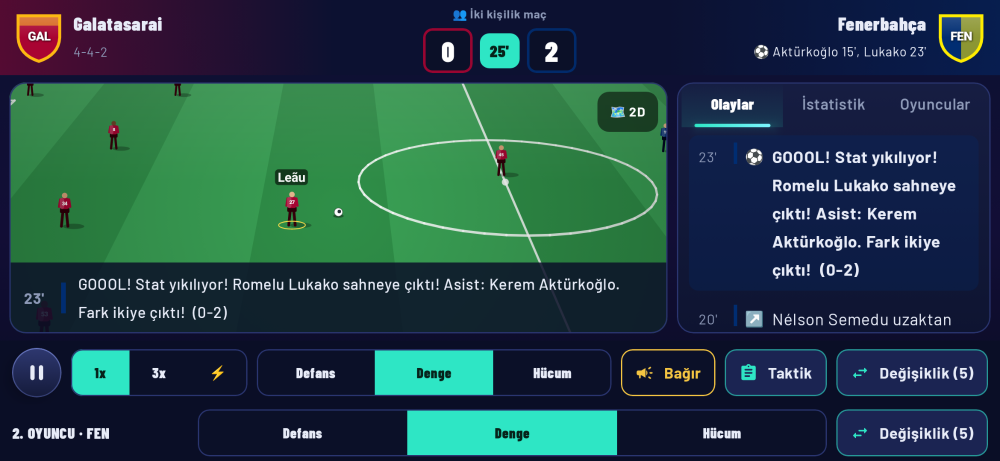 GAL
Galatasarai
4-4-2
👥 İki kişilik maç
0 25' 2
Fenerbahça
⚽ Aktürkoğlo 15', Lukako 23'
FEN
🗺️ 2D
Leãu
27
GOOOL! Stat yıkılıyor! Romelu Lukako sahneye çıktı! Asist: Kerem Aktürkoğlo.
23'
Fark ikiye çıktı! (0-2)
Olaylar İstatistik Oyuncular
23' ⚽ GOOOL! Stat yıkılıyor!
Romelu Lukako sahneye
çıktı! Asist: Kerem
Aktürkoğlo. Fark ikiye
çıktı! (0-2)
20' ↗️ Nélson Semedu uzaktan
1x 3x ⚡
Defans Denge Hücum
Bağır
Taktik
Değişiklik (5)
2. OYUNCU · FEN
Defans Denge Hücum
Değişiklik (5)